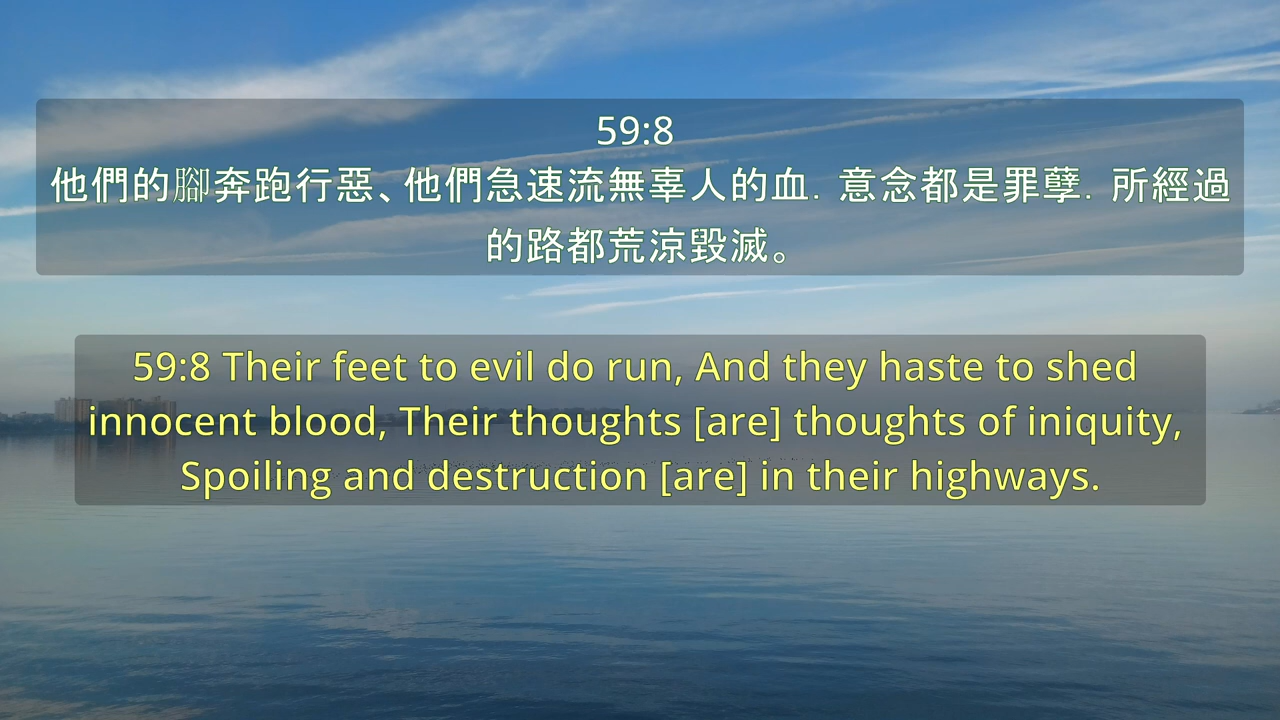 59:8
他們的腳奔跑行惡、他們急速流無辜人的血．意念都是罪孽．所經過
的路都荒涼毀滅。
59:8 Their feet to evil do run, And they haste to shed
innocent blood, Their thoughts [are] thoughts of iniquity,
Spoiling and destruction [are] in their highways.